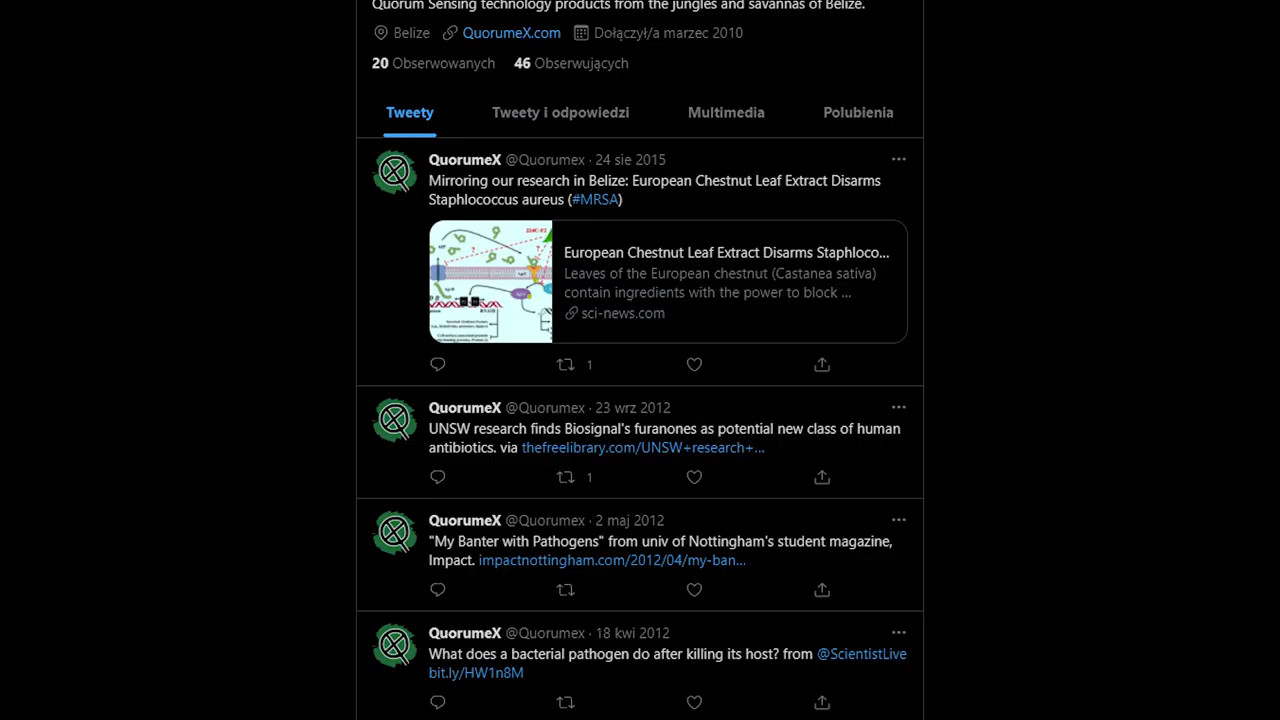 Quorum Sensing technology products from the jungles and savannas of Belize.
Belize QuorumeX.com Dołączył/a marzec 2010
20 Obserwowanych 46 Obserwujących
Tweety Tweety i odpowiedzi Multimedia Polubienia
QuorumeX @Quorumex · 24 sie 2015
Mirroring our research in Belize: European Chestnut Leaf Extract Disarms
Staphlococcus aureus (#MRSA)
European Chestnut Leaf Extract Disarms Staphloco...
Leaves of the European chestnut (Castanea sativa)
contain ingredients with the power to block ...
sci-news.com
1
QuorumeX @Quorumex · 23 wrz 2012
UNSW research finds Biosignal's furanones as potential new class of human
antibiotics. via thefreelibrary.com/UNSW+research+...
1
QuorumeX @Quorumex · 2 maj 2012
"My Banter with Pathogens" from univ of Nottingham's student magazine,
Impact. impactnottingham.com/2012/04/my-ban...
QuorumeX @Quorumex · 18 kwi 2012
What does a bacterial pathogen do after killing its host? from @ScientistLive
bit.ly/HW1n8M